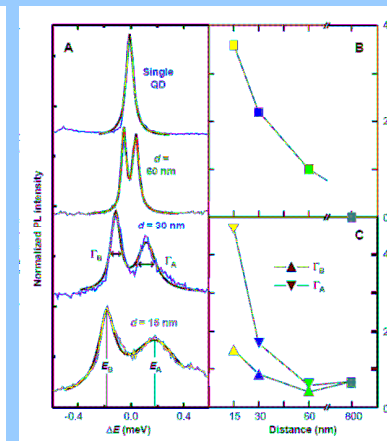 A
Single
QD
d =
60 nm
d = 30 nm
Γ_B
Γ_A
d = 15 nm
E_B
E_A
Normalized PL intensity
-0.4
0.0
0.4
ΔE (meV)
B
4
2
0
C
Γ_B
Γ_A
4
2
0
15
30
60
800
Distance (nm)